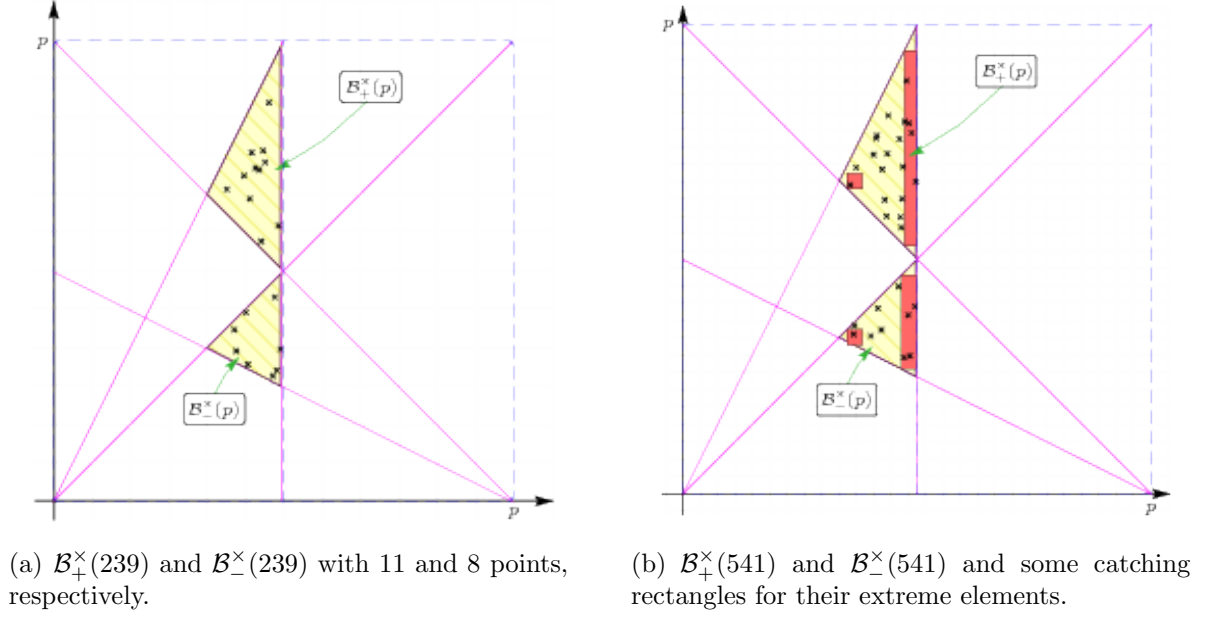 p
𝓑₊ˣ(p)
𝓑₋ˣ(p)
p
p
𝓑₊ˣ(p)
𝓑₋ˣ(p)
p
(a) 𝓑₊ˣ(239) and 𝓑₋ˣ(239) with 11 and 8 points,
respectively.
(b) 𝓑₊ˣ(541) and 𝓑₋ˣ(541) and some catching
rectangles for their extreme elements.